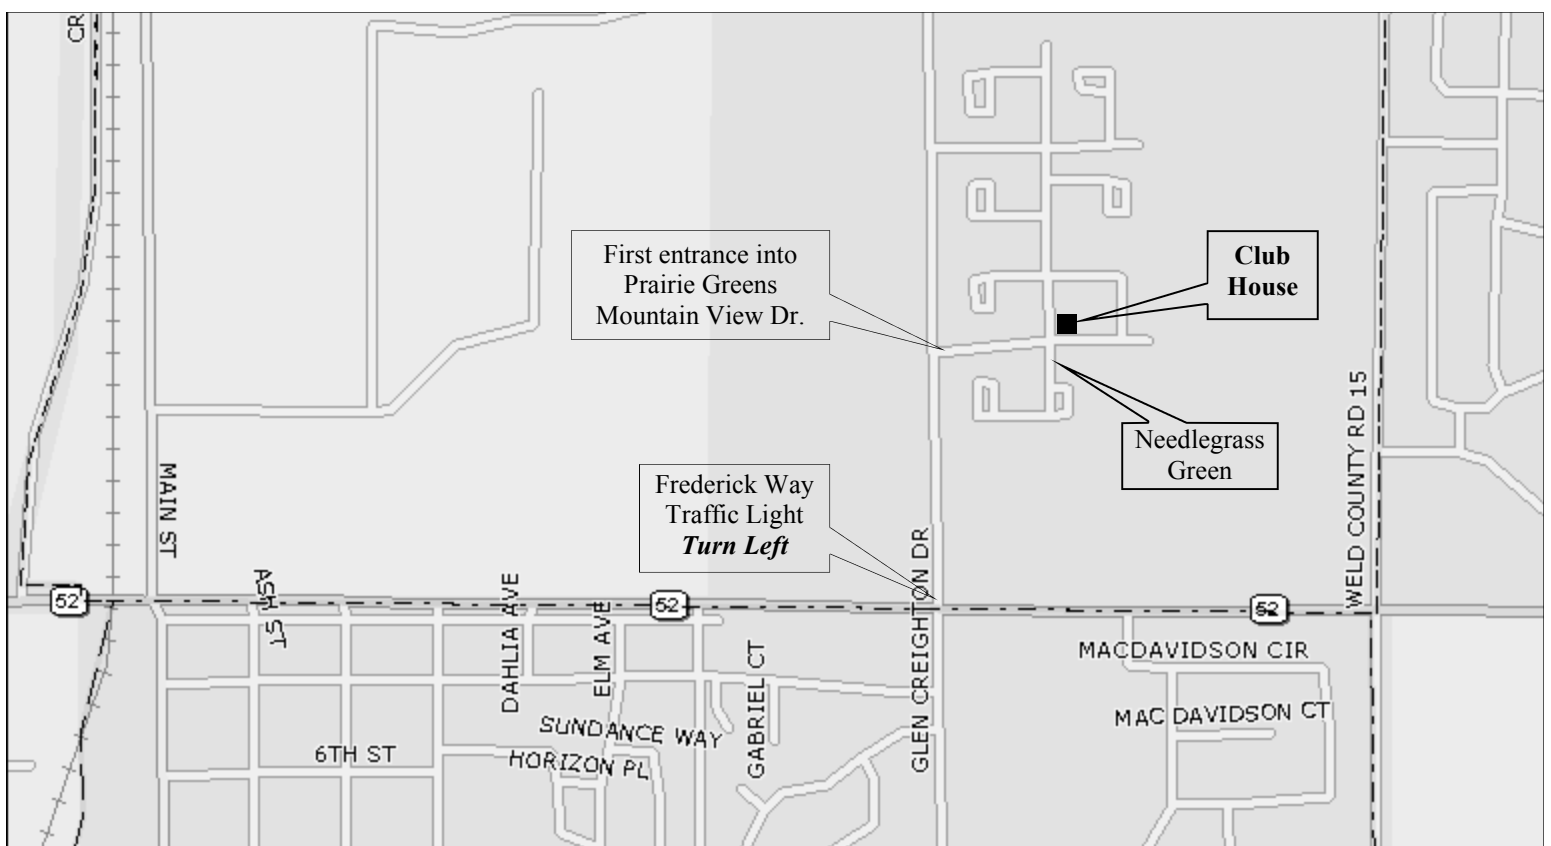 CR
First entrance into
Prairie Greens
Mountain View Dr.
Club
House
Needlegrass
Green
Frederick Way
Traffic Light
Turn Left
MAIN ST
WELD COUNTY RD 15
52
52
52
ASH ST
DAHLIA AVE
ELM AVE
GABRIEL CT
GLEN CREIGHTON DR
MACDAVIDSON CIR
MAC DAVIDSON CT
SUNDANCE WAY
6TH ST
HORIZON PL